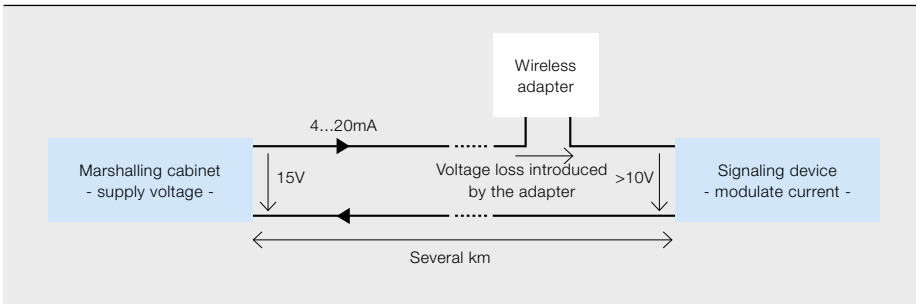 Wireless
adapter
4...20mA
Marshalling cabinet
- supply voltage -
15V
Voltage loss introduced
by the adapter
>10V
Signaling device
- modulate current -
Several km